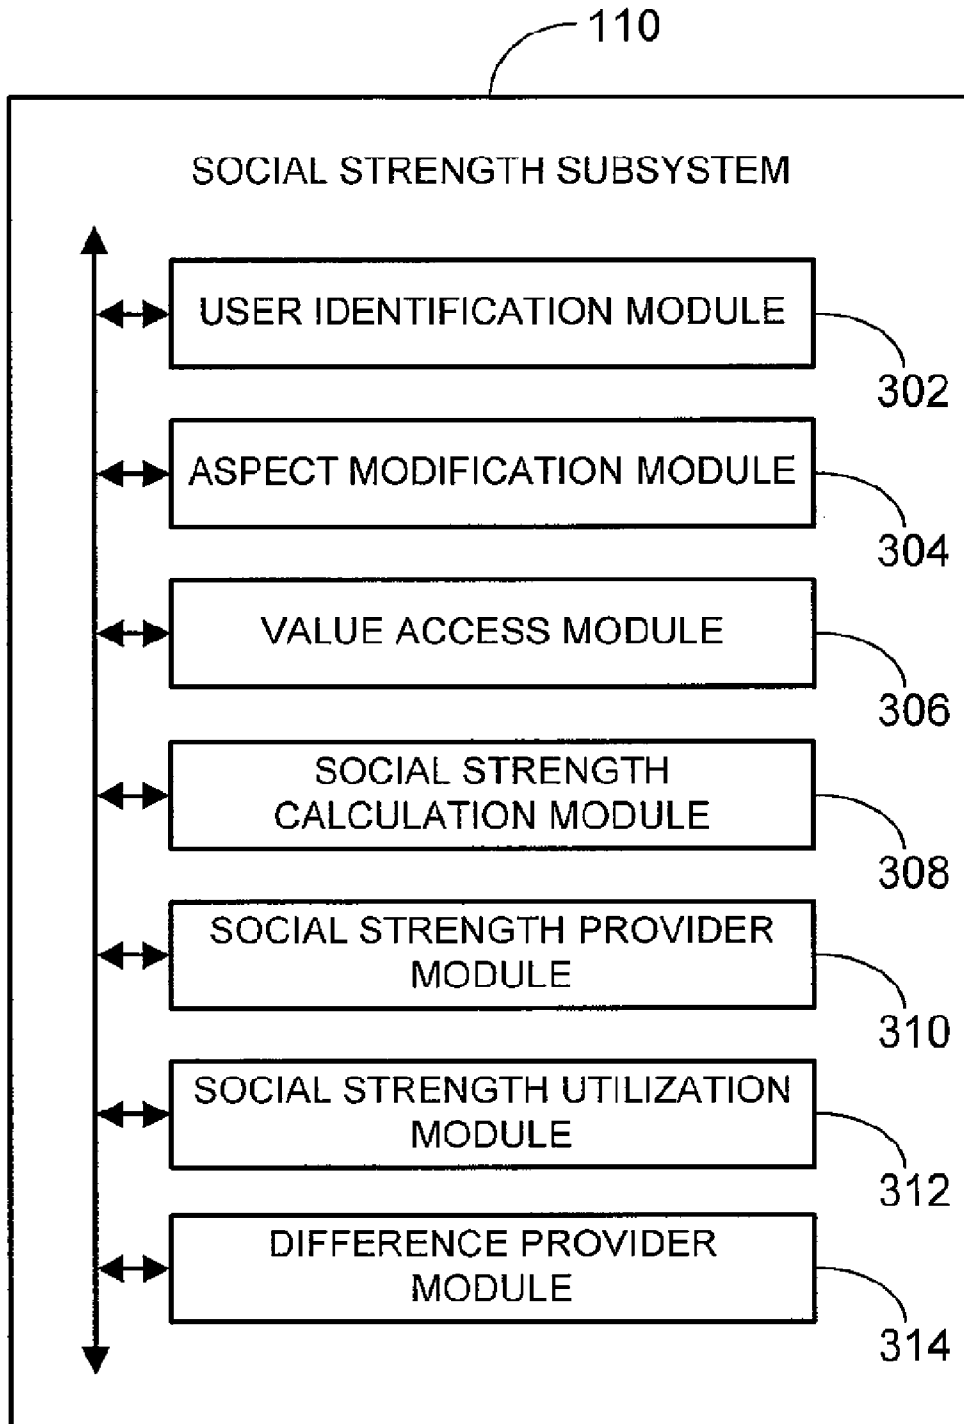 110
SOCIAL STRENGTH SUBSYSTEM
USER IDENTIFICATION MODULE
302
ASPECT MODIFICATION MODULE
304
VALUE ACCESS MODULE
306
SOCIAL STRENGTH
CALCULATION MODULE
308
SOCIAL STRENGTH PROVIDER
MODULE
310
SOCIAL STRENGTH UTILIZATION
MODULE
312
DIFFERENCE PROVIDER
MODULE
314